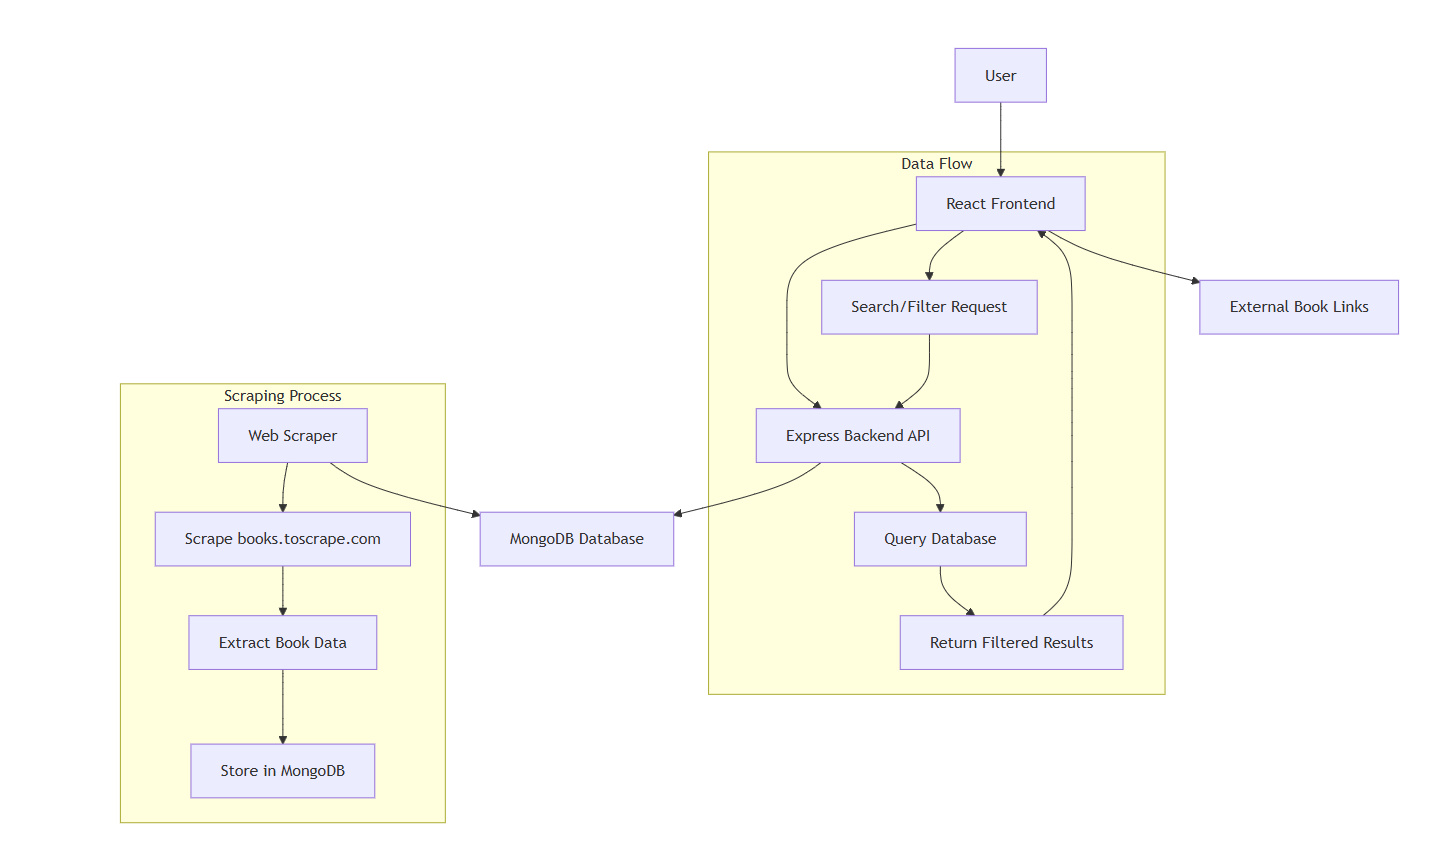 User
Data Flow
React Frontend
Search/Filter Request
External Book Links
Scraping Process
Web Scraper
Express Backend API
Scrape books.toscrape.com
MongoDB Database
Query Database
Extract Book Data
Return Filtered Results
Store in MongoDB